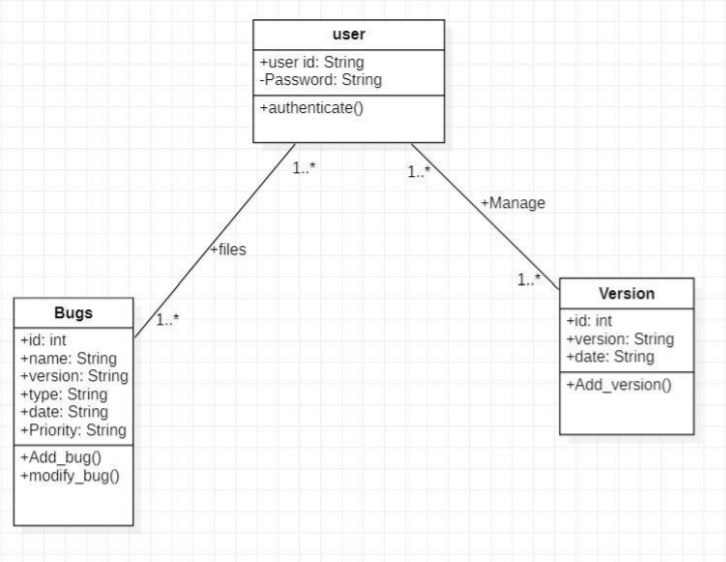 user
+user id: String
-Password: String
+authenticate()
1..*
1..*
+Manage
+files
1..*
1..*
Bugs
+id: int
+name: String
+version: String
+type: String
+date: String
+Priority: String
+Add_bug()
+modify_bug()
Version
+id: int
+version: String
+date: String
+Add_version()